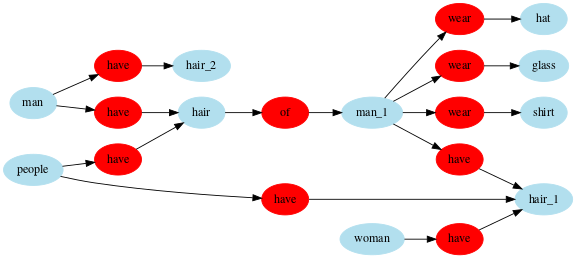 wear
hat
have
hair_2
wear
glass
man
have
hair
of
man_1
wear
shirt
people
have
have
have
hair_1
woman
have